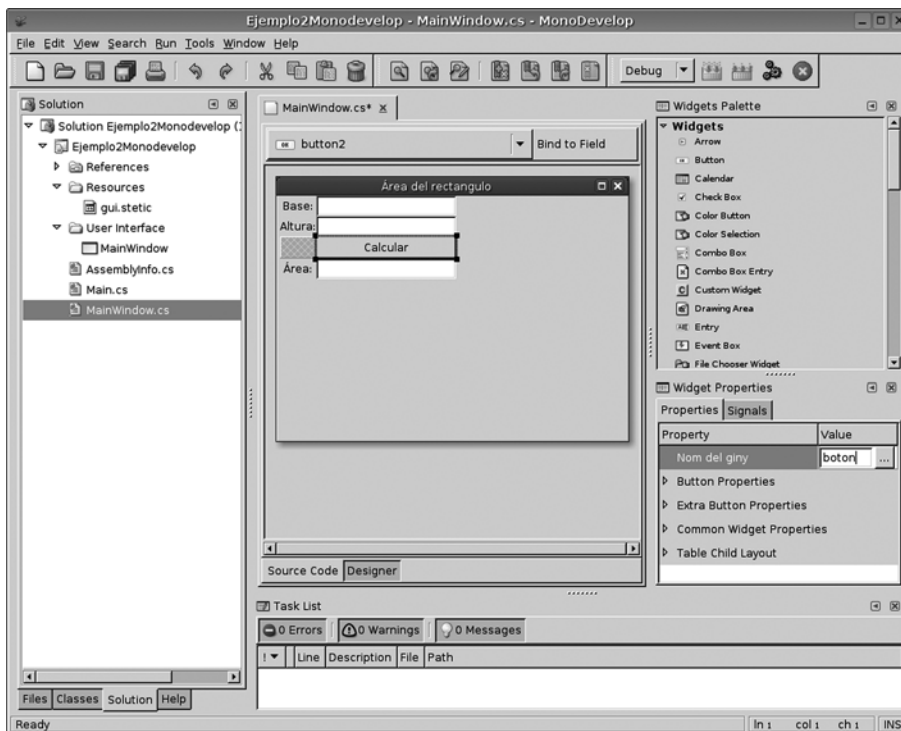 Ejemplo2Monodevelop - MainWindow.cs - MonoDevelop
File Edit View Search Run Tools Window Help
Debug
Solution
Solution Ejemplo2Monodevelop (
Ejemplo2Monodevelop
References
Resources
gui.stetic
User Interface
MainWindow
AssemblyInfo.cs
Main.cs
MainWindow.cs
Files Classes Solution Help
MainWindow.cs* x
button2
Bind to Field
Área del rectangulo
Base:
Altura:
Calcular
Área:
Source Code Designer
Widgets Palette
Widgets
Arrow
Button
Calendar
Check Box
Color Button
Color Selection
Combo Box
Combo Box Entry
Custom Widget
Drawing Area
Entry
Event Box
File Chooser Widget
Widget Properties
Properties Signals
Property Value
Nom del giny boton ...
Button Properties
Extra Button Properties
Common Widget Properties
Table Child Layout
Task List
0 Errors 0 Warnings 0 Messages
! Line Description File Path
Ready ln 1 col 1 ch 1 INS